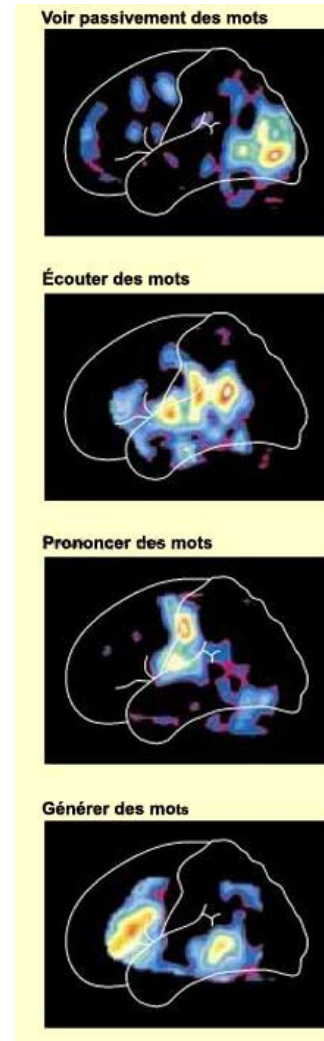 Voir passivement des mots
Écouter des mots
Prononcer des mots
Générer des mots